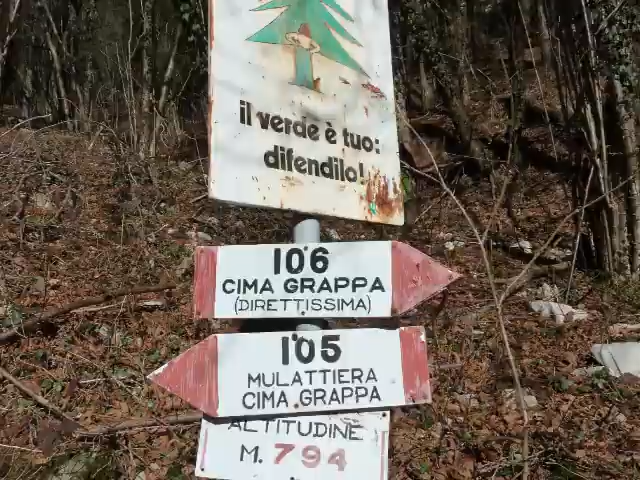 il verde è tuo:
difendilo!
106
CIMA GRAPPA
(DIRETTISSIMA)
105
MULATTIERA
CIMA GRAPPA
ALTITUDINE
M. 794